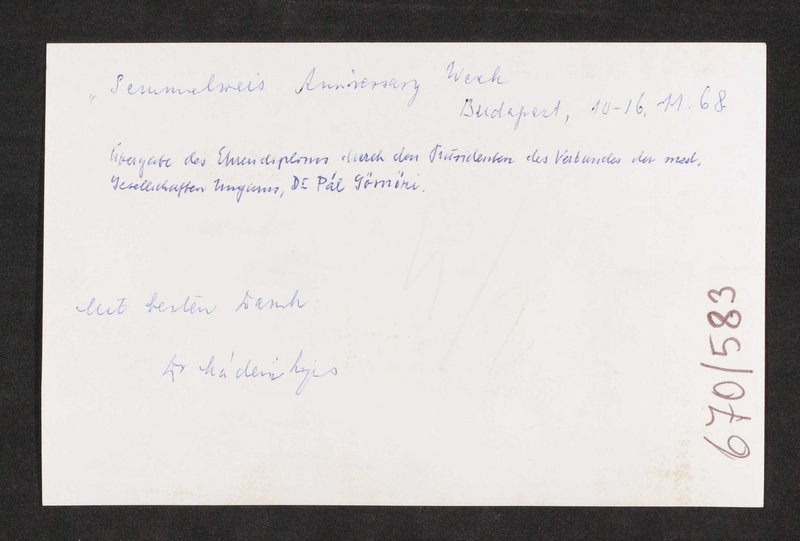 „Semmelweis Anniversary Week
Budapest, 10-16. 11. 68.
Übergabe des Ehrendiploms durch den Präsidenten des Verbandes der med.
Gesellschaften Ungarns, Dr Pál Gömöri.
Mit besten Dank
Dr
670/583